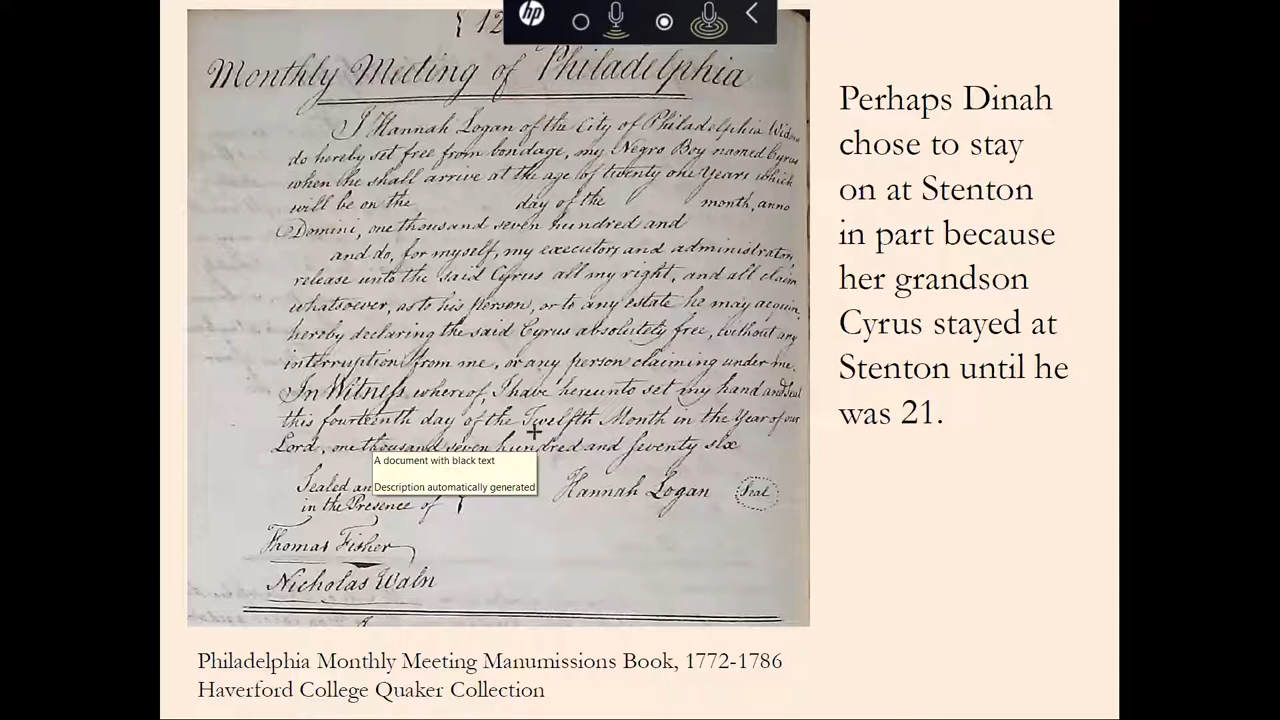 hp
{ 12
Monthly Meeting of Philadelphia
I Hannah Logan of the City of Philadelphia Widow
do hereby set free from bondage, my Negro Boy named Cyrus
when he shall arrive at the age of twenty one Years which
will be on the day of the month, anno
Domini, one thousand seven hundred and
and do, for myself, my executors and administrators,
release unto the said Cyrus all my right, and all claim
whatsoever, as to his person, or to any estate he may acquire,
hereby declaring the said Cyrus absolutely free, without any
interruption from me, or any person claiming under me.
In Witness whereof, I have hereunto set my hand and Seal
this fourteenth day of the Twelfth Month in the Year of our
Lord, one thousand seven hundred and seventy six
A document with black text
Description automatically generated
Sealed an
in the Presence of }
Hannah Logan Seal
Thomas Fisher
Nicholas Waln
Perhaps Dinah
chose to stay
on at Stenton
in part because
her grandson
Cyrus stayed at
Stenton until he
was 21.
Philadelphia Monthly Meeting Manumissions Book, 1772-1786
Haverford College Quaker Collection